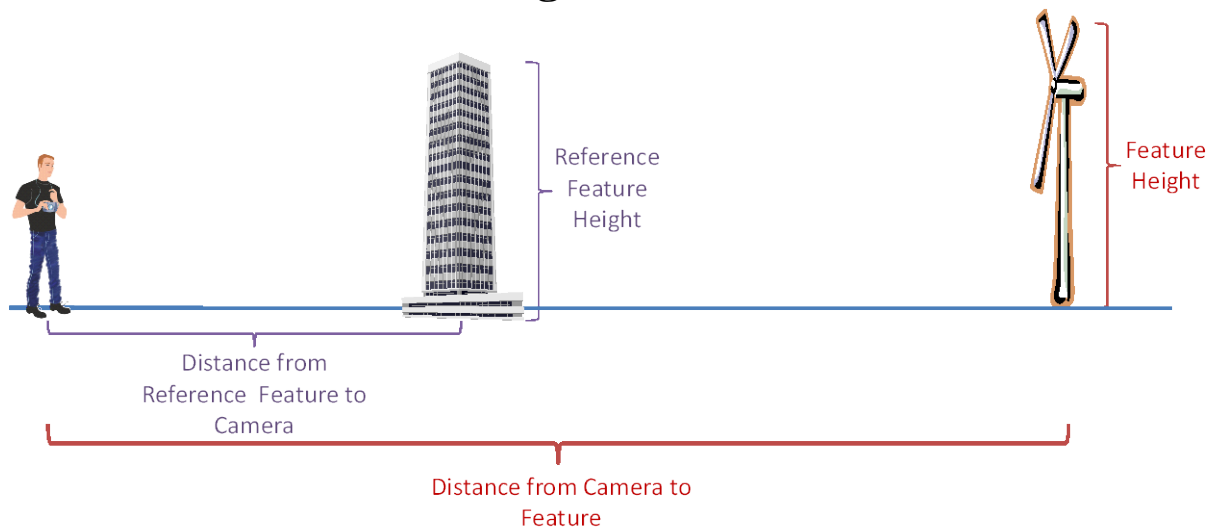 Reference
Feature
Height
Feature
Height
Distance from
Reference Feature to
Camera
Distance from Camera to
Feature